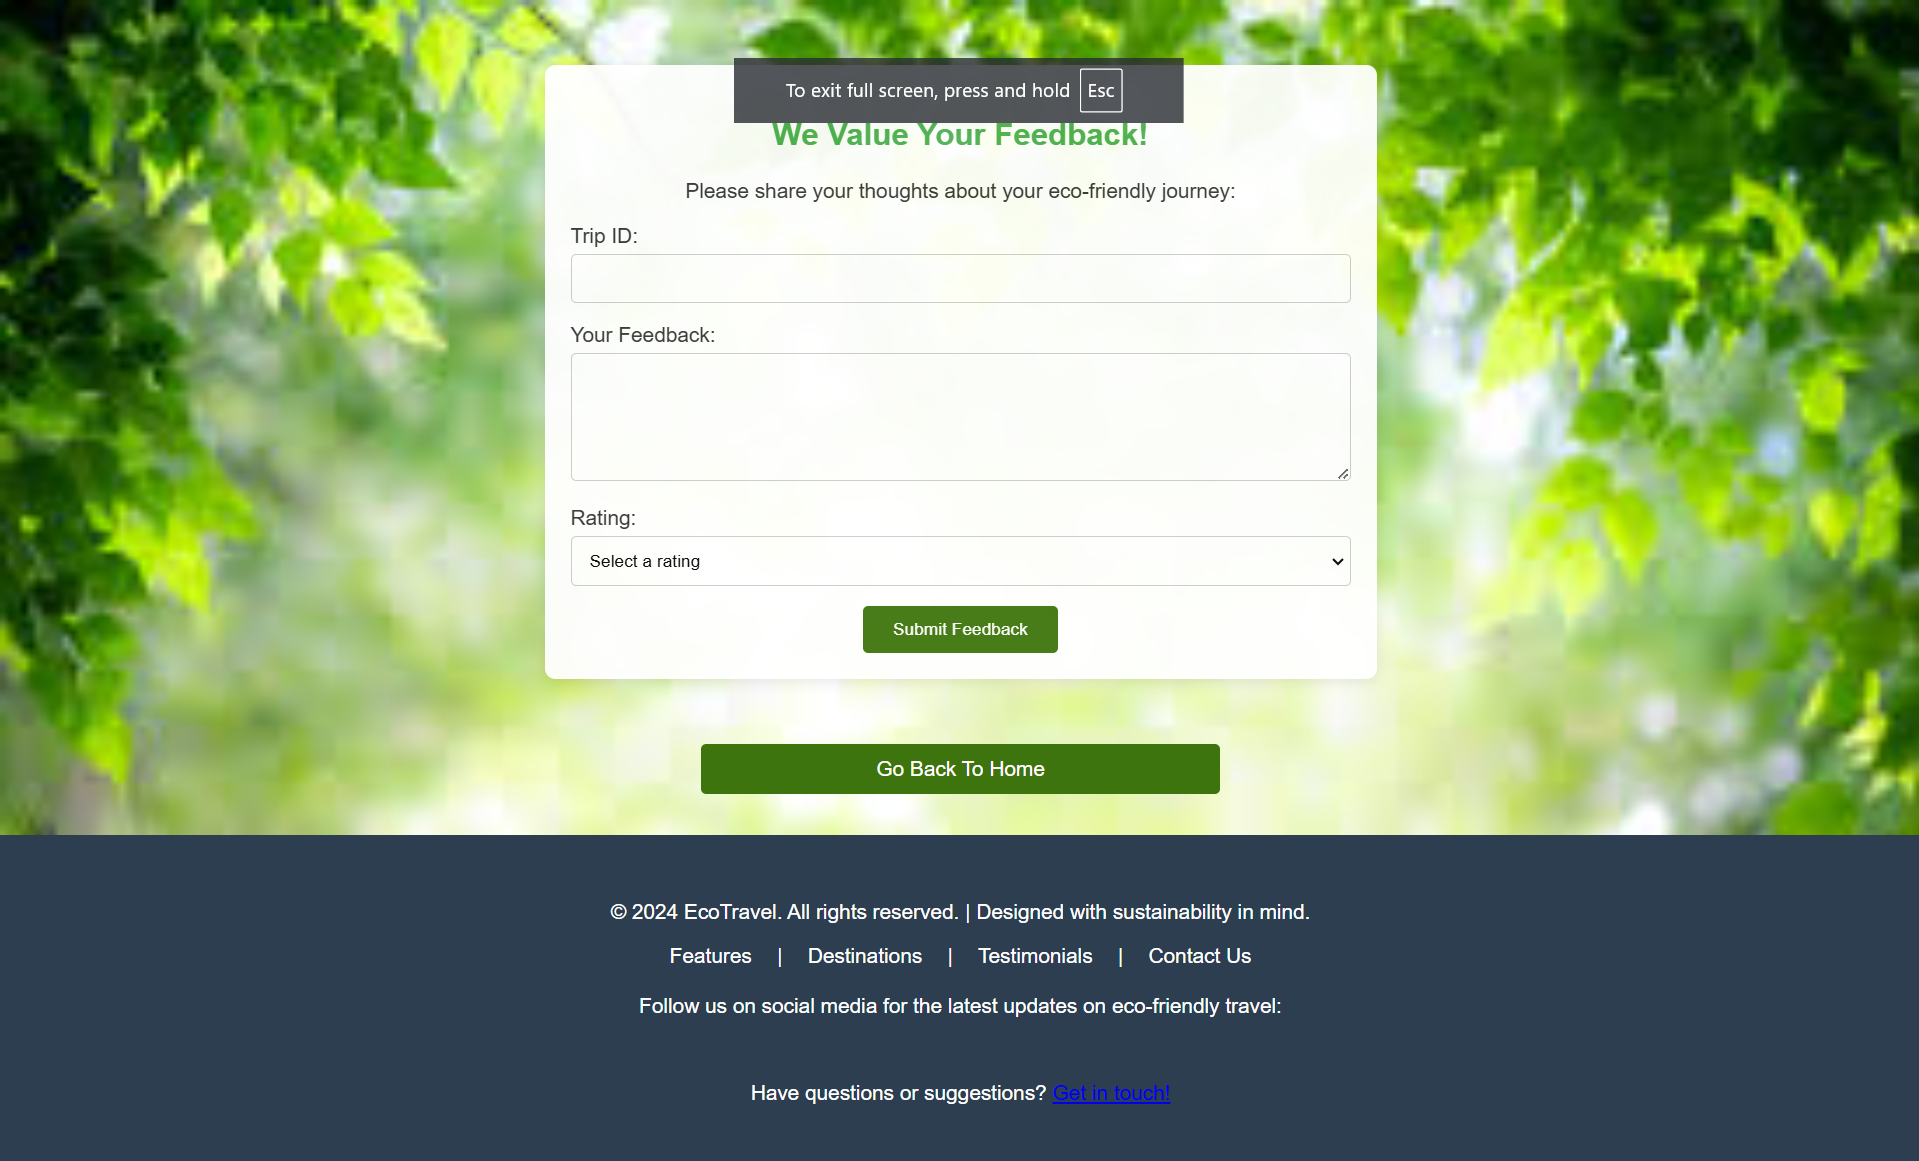 To exit full screen, press and hold Esc
We Value Your Feedback!
Please share your thoughts about your eco-friendly journey:
Trip ID:
Your Feedback:
Rating:
Select a rating
Submit Feedback
Go Back To Home
© 2024 EcoTravel. All rights reserved. | Designed with sustainability in mind.
Features | Destinations | Testimonials | Contact Us
Follow us on social media for the latest updates on eco-friendly travel:
Have questions or suggestions? Get in touch!